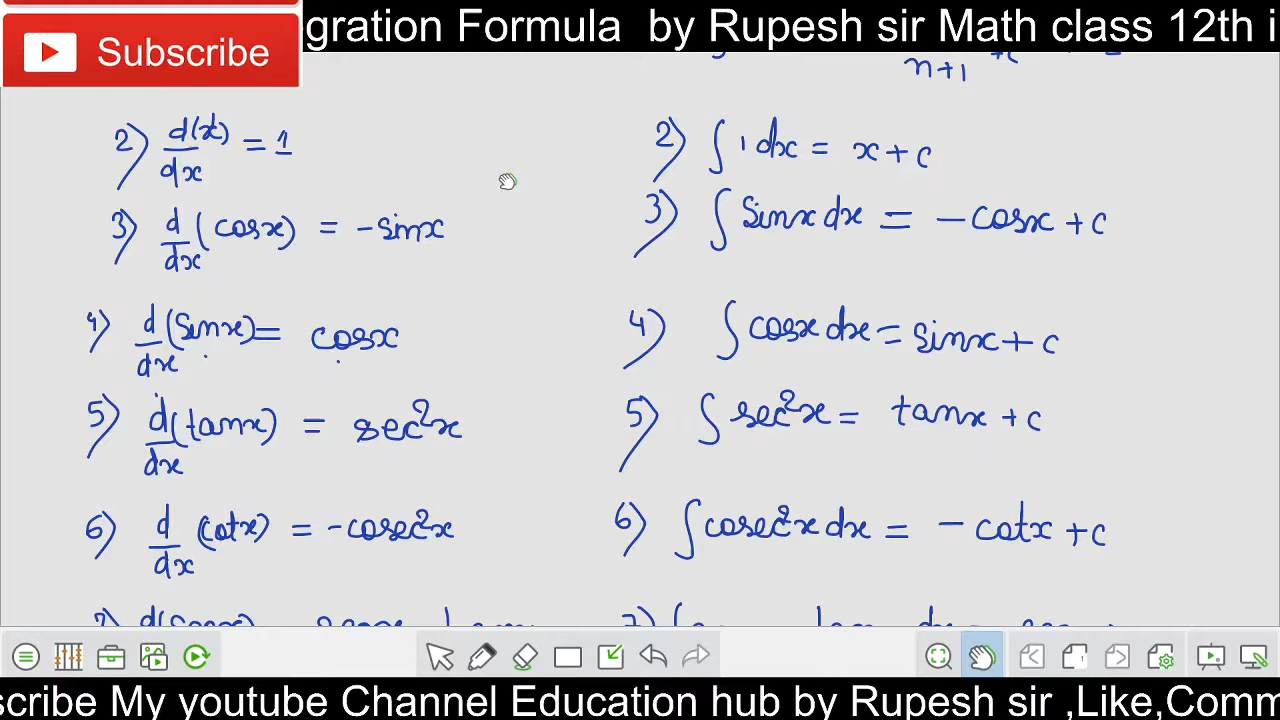 gration Formula by Rupesh sir Math class 12th i
Subscribe
n+1 +c
2) d(x)/dx = 1
2) ∫ 1 dx = x + c
3) d/dx (cosx) = -sinx
3) ∫ sinx dx = - cosx + c
4) d/dx (sinx) = cosx
4) ∫ cosx dx = sinx + c
5) d/dx (tanx) = sec²x
5) ∫ sec²x = tanx + c
6) d/dx (cotx) = -cosec²x
6) ∫ cosec²x dx = - cotx + c
scribe My youtube Channel Education hub by Rupesh sir ,Like,Comm